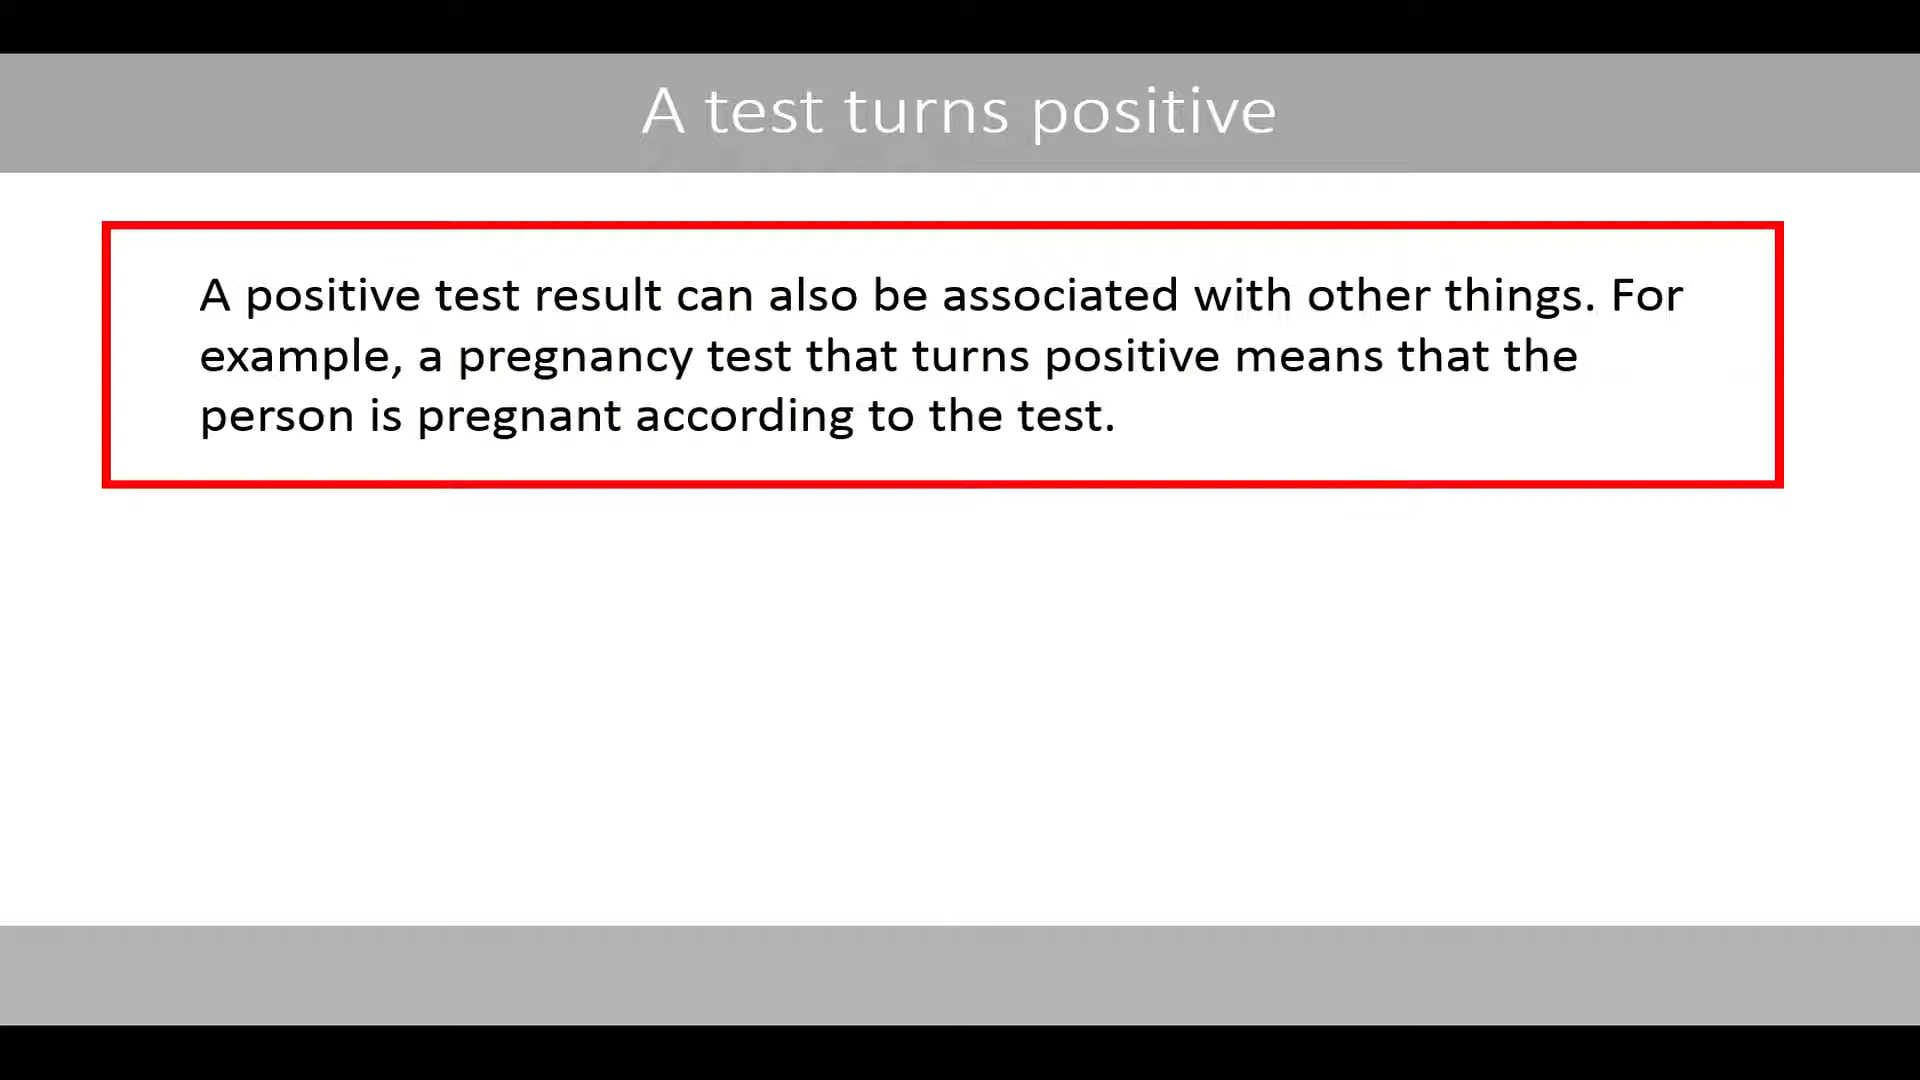 A test turns positive
A positive test result can also be associated with other things. For
example, a pregnancy test that turns positive means that the
person is pregnant according to the test.